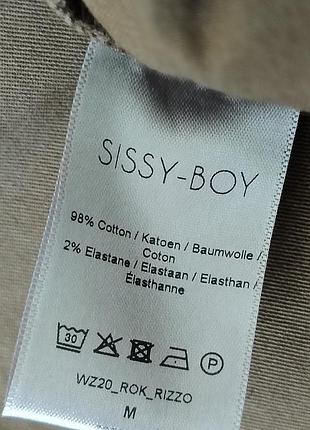 SISSY-BOY
98% Cotton / Katoen / Baumwolle /
Coton
2% Elastane / Elastaan / Elasthan /
Élasthanne
30 P
WZ20_ROK_RIZZO
M